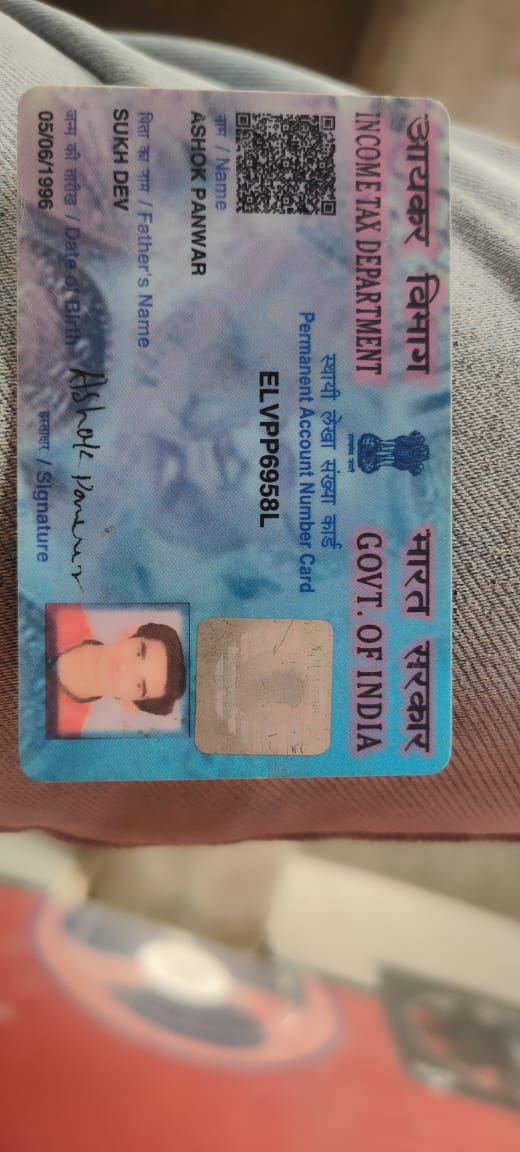 आयकर विभाग
INCOME TAX DEPARTMENT
भारत सरकार
GOVT. OF INDIA
सत्यमेव जयते
स्थायी लेखा संख्या कार्ड
Permanent Account Number Card
ELVPP6958L
नाम / Name
ASHOK PANWAR
पिता का नाम / Father's Name
SUKH DEV
जन्म की तारीख / Date of Birth
05/06/1996
Ashok Panwar
हस्ताक्षर / Signature